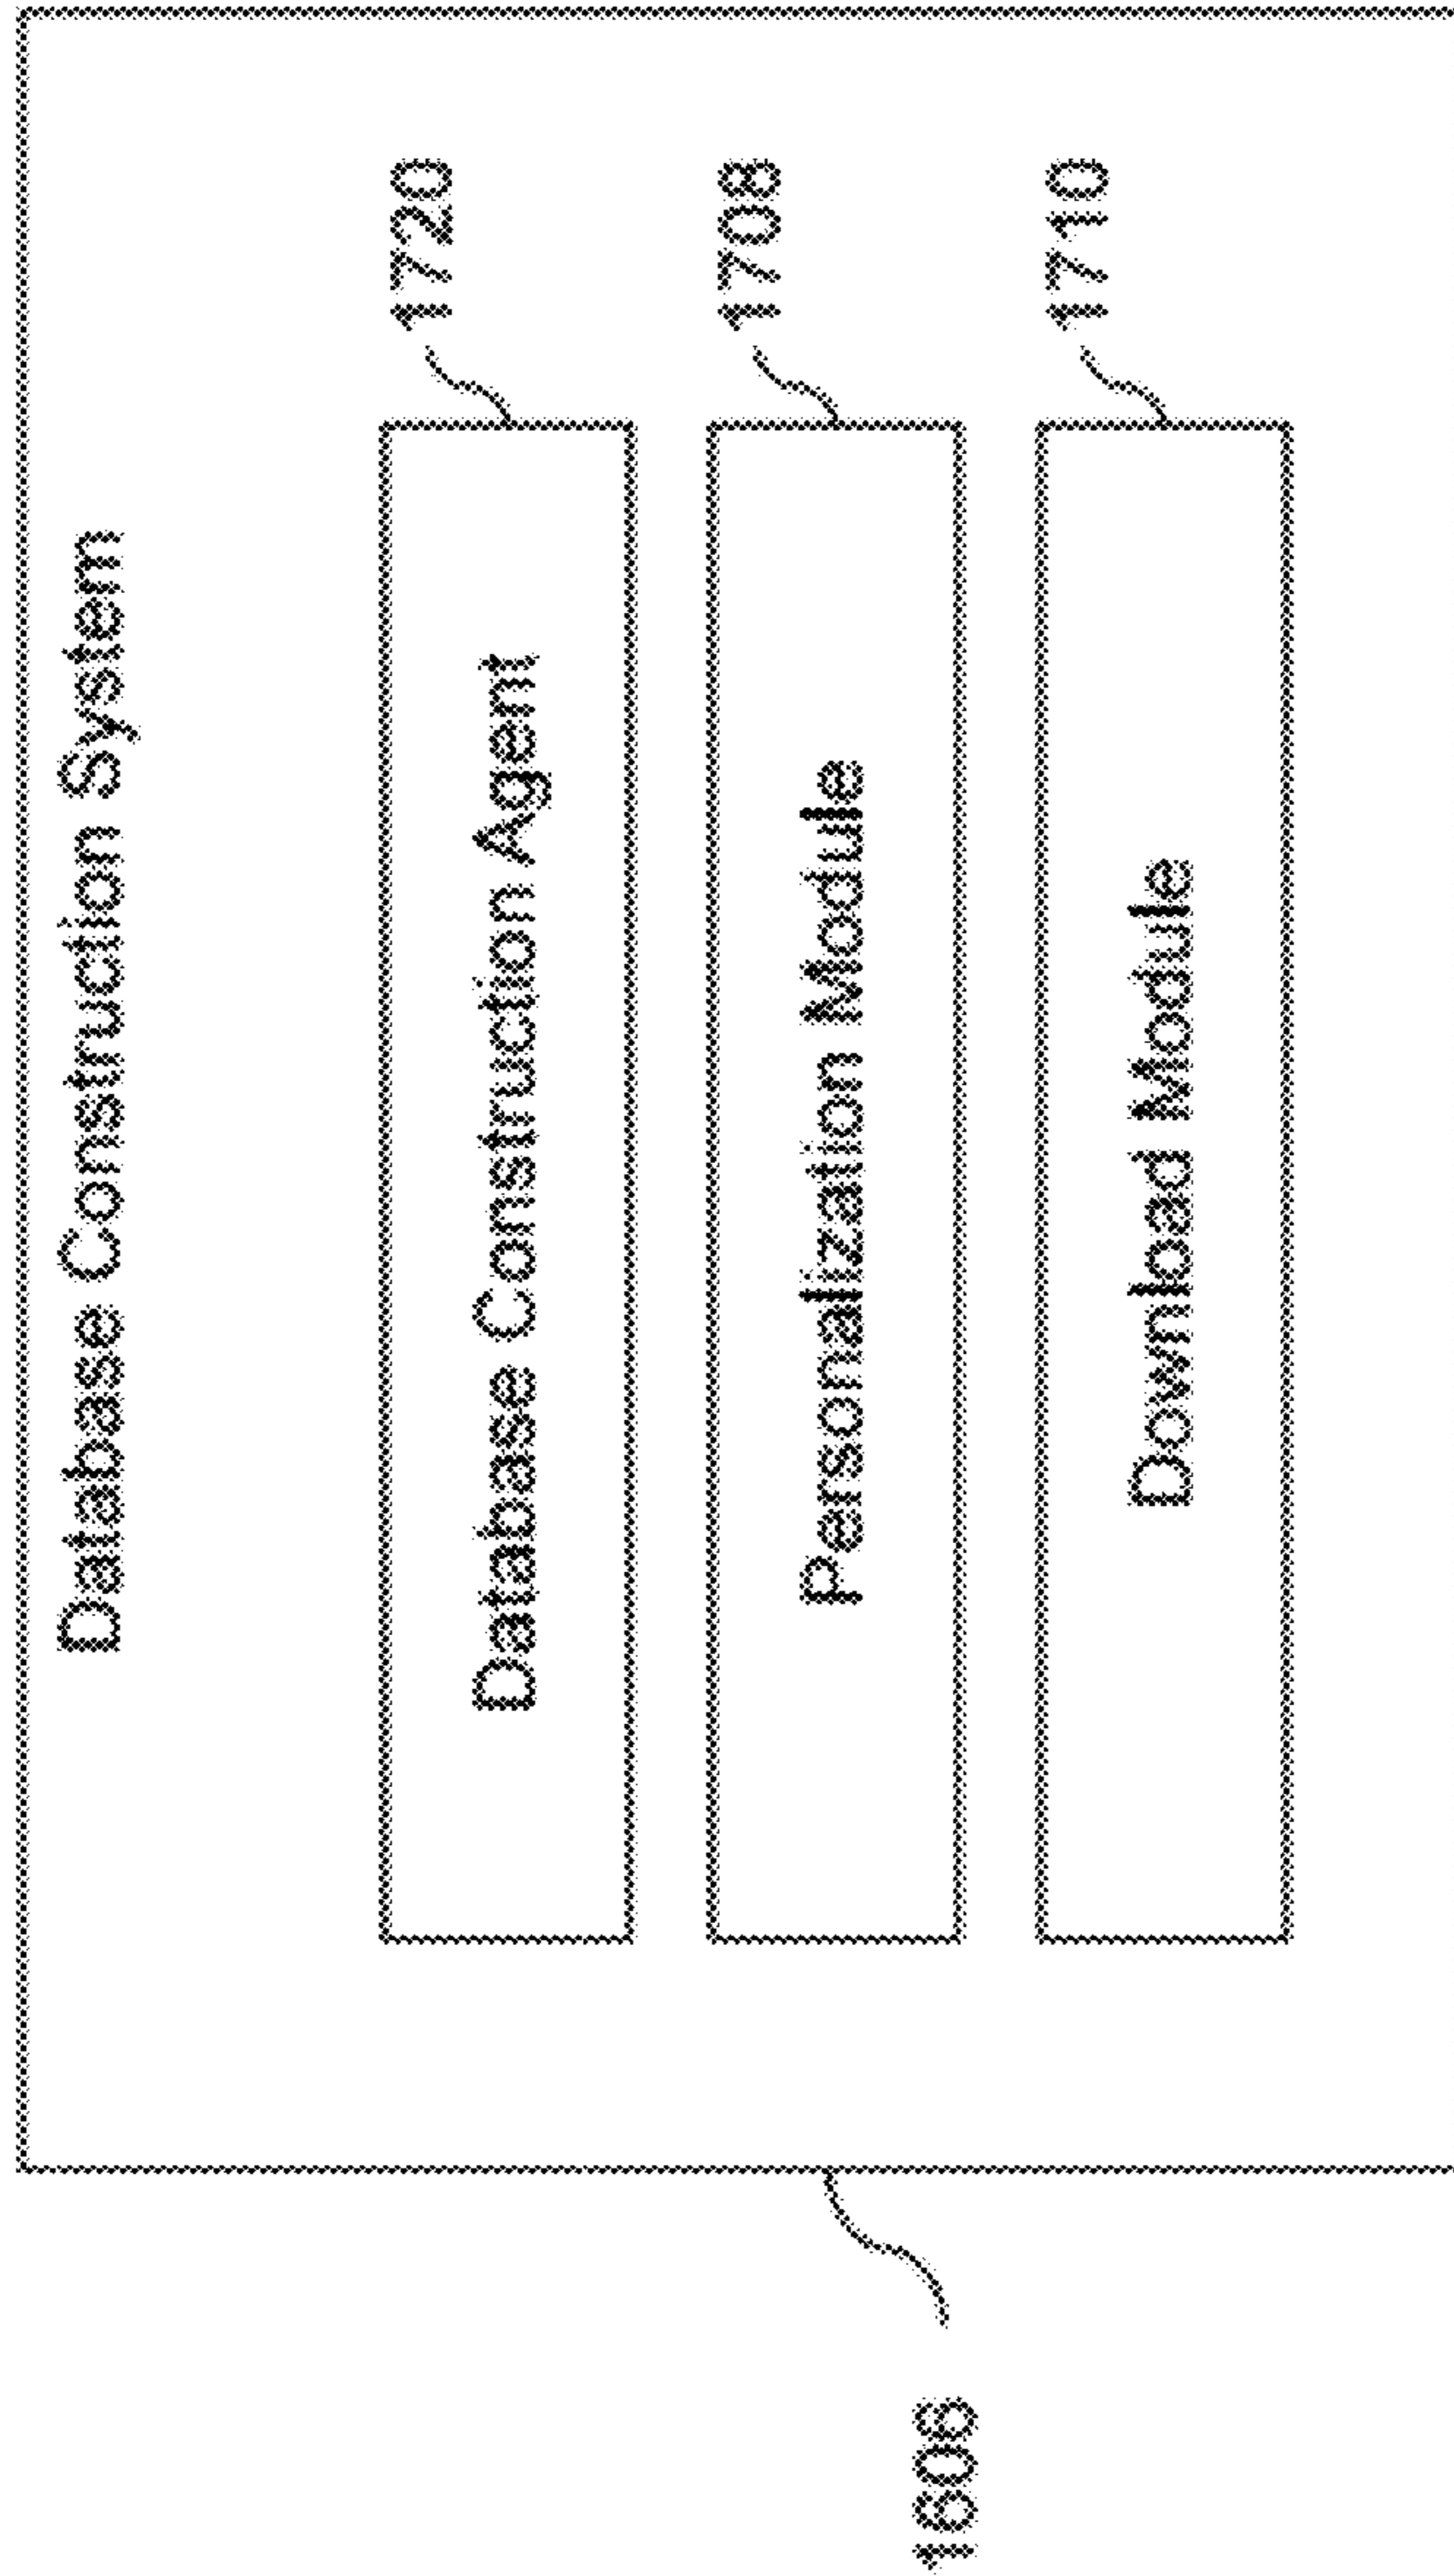 Database Construction System
Database Construction Agent
1720
Personalization Module
1708
1606
Download Module
1710